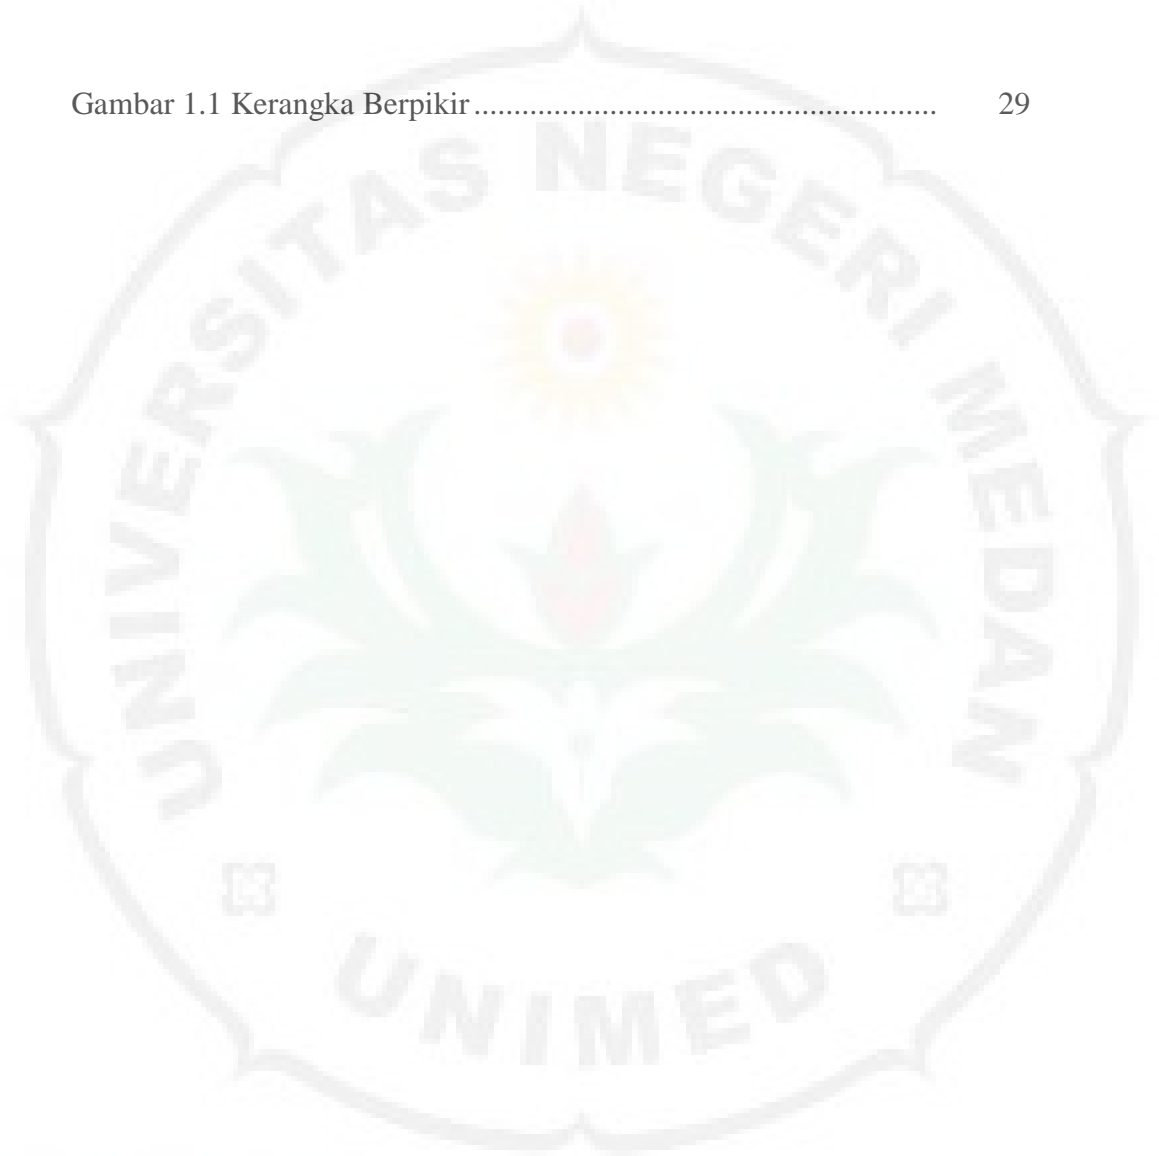 Gambar 1.1 Kerangka Berpikir.......................................................... 29
UNIVERSITAS NEGERI MEDAN
UNIMED